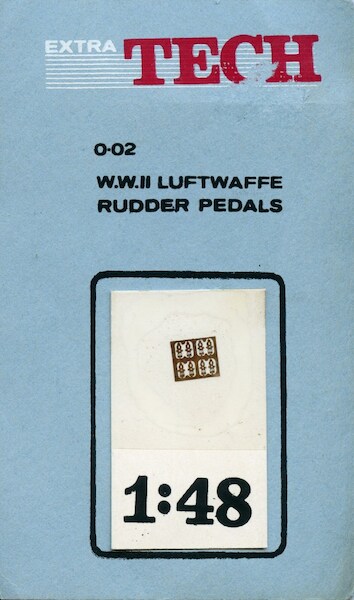 EXTRA TECH
0-02
W.W.II LUFTWAFFE
RUDDER PEDALS
1:48